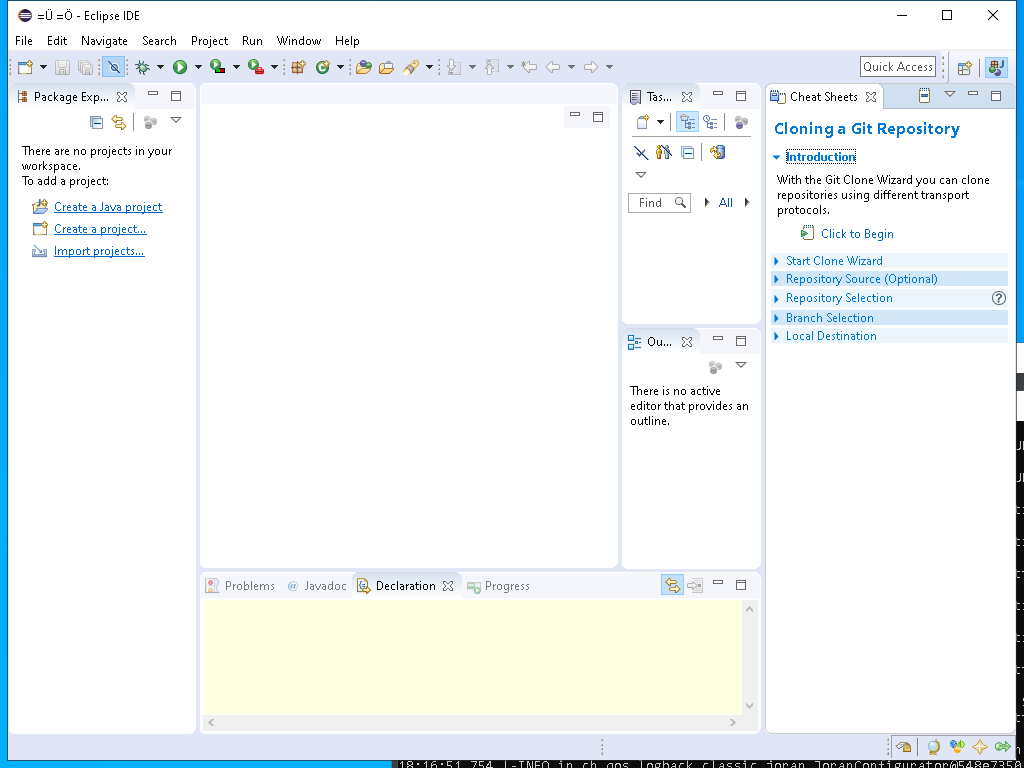 =Ü =Ö - Eclipse IDE
File Edit Navigate Search Project Run Window Help
Quick Access
Package Exp...
There are no projects in your
workspace.
To add a project:
Create a Java project
Create a project...
Import projects...
Tas...
Find
All
Ou...
There is no active
editor that provides an
outline.
Cheat Sheets
Cloning a Git Repository
Introduction
With the Git Clone Wizard you can clone
repositories using different transport
protocols.
Click to Begin
Start Clone Wizard
Repository Source (Optional)
Repository Selection
Branch Selection
Local Destination
Problems @ Javadoc Declaration Progress
18:16:51,754 |-INFO in ch.qos.logback.classic.joran.JoranConfigurator@548e7350